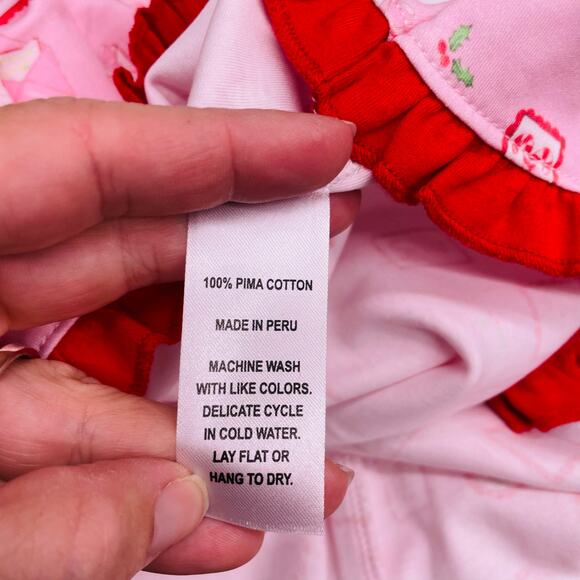 100% PIMA COTTON
MADE IN PERU
MACHINE WASH
WITH LIKE COLORS.
DELICATE CYCLE
IN COLD WATER.
LAY FLAT OR
HANG TO DRY.